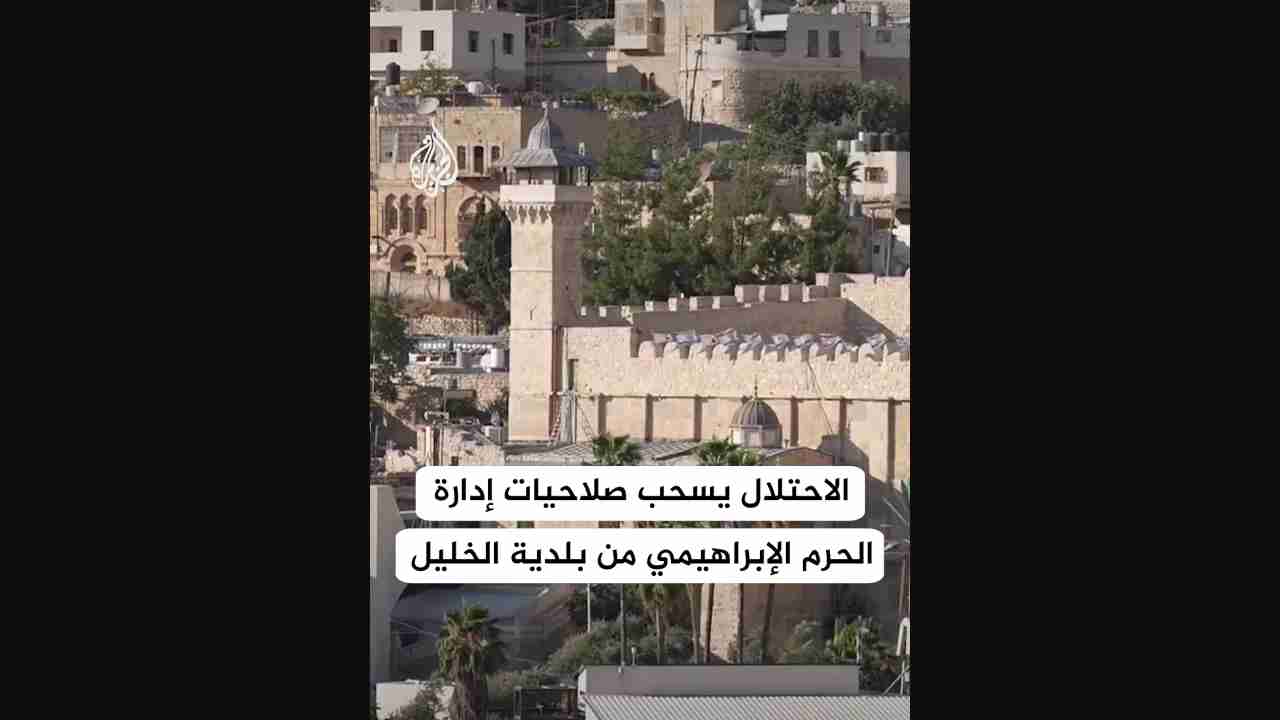 الاحتلال يسحب صلاحيات إدارة
الحرم الإبراهيمي من بلدية الخليل